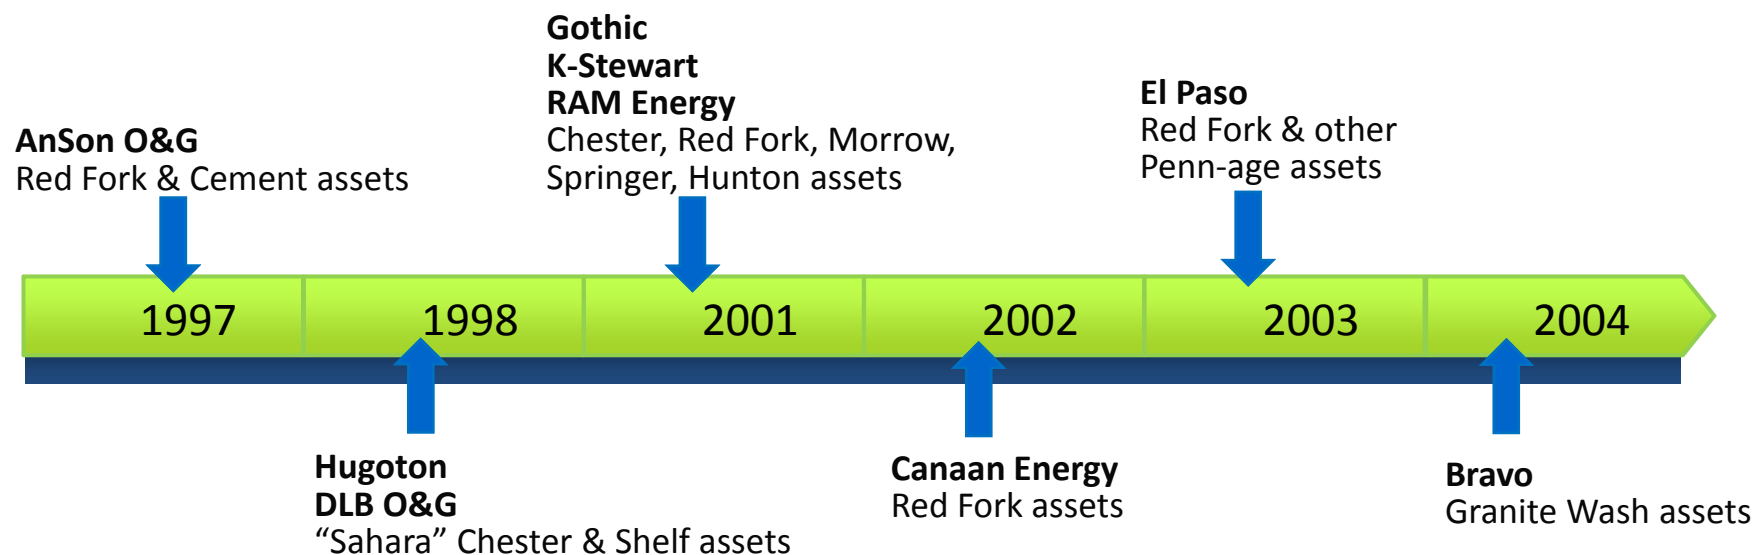 AnSon O&G
Red Fork & Cement assets
Gothic
K-Stewart
RAM Energy
Chester, Red Fork, Morrow,
Springer, Hunton assets
El Paso
Red Fork & other
Penn-age assets
1997
1998
2001
2002
2003
2004
Hugoton
DLB O&G
“Sahara” Chester & Shelf assets
Canaan Energy
Red Fork assets
Bravo
Granite Wash assets